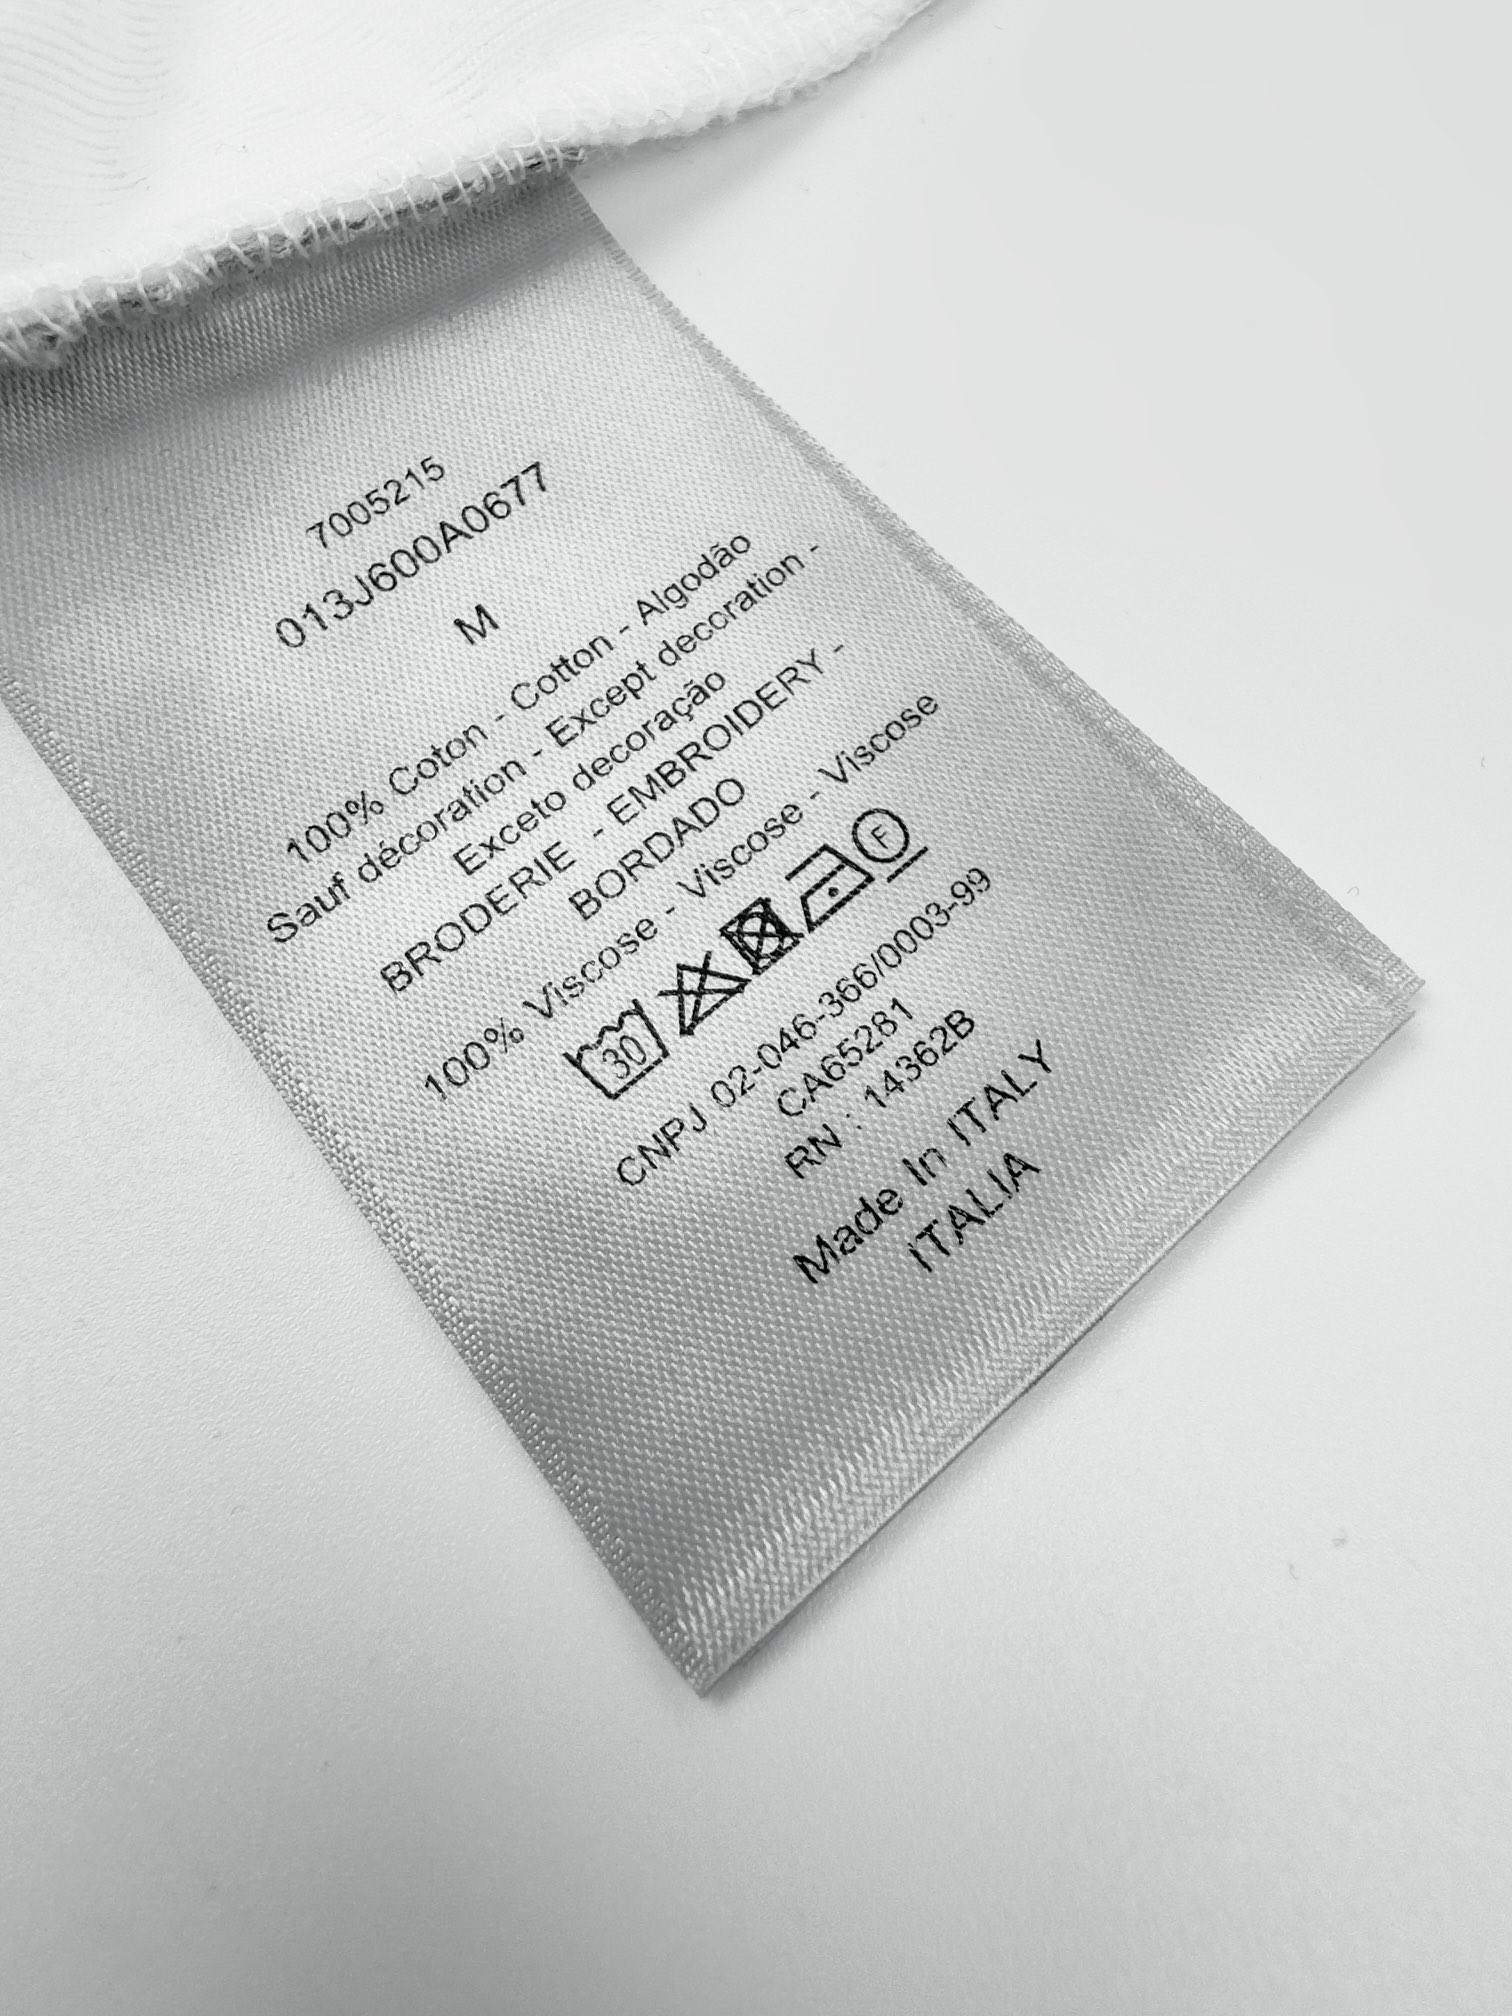 7005215
013J600A0677
M
100% Coton - Cotton - Algodão
Sauf décoration - Except decoration -
Exceto decoração
BRODERIE - EMBROIDERY -
BORDADO
100% Viscose - Viscose - Viscose
30 F
CNPJ 02-046-366/0003-99
CA65281
RN : 14362B
Made In ITALY
ITALIA